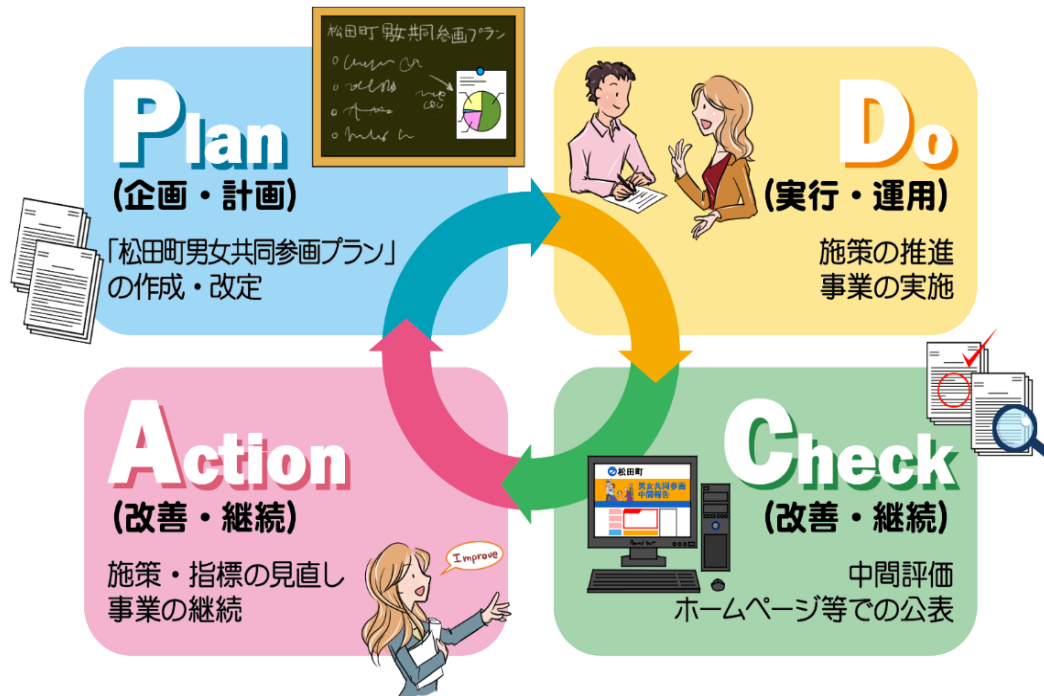 松田町男女共同参画プラン
Plan
(企画・計画)
「松田町男女共同参画プラン」
の作成・改定
Do
(実行・運用)
施策の推進
事業の実施
Action
(改善・継続)
施策・指標の見直し
事業の継続
Improve
Check
(改善・継続)
中間評価
ホームページ等での公表
松田町
男女共同参画
中間報告